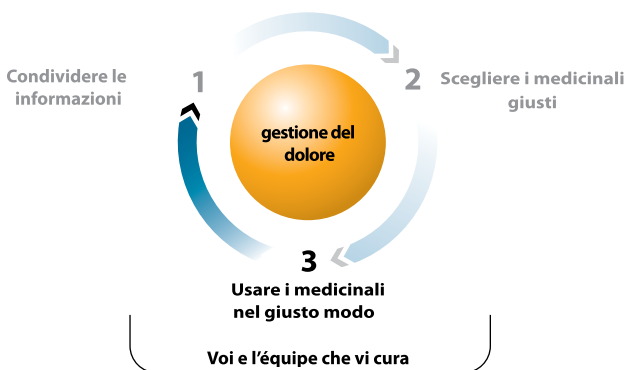 1
Condividere le
informazioni
2
Scegliere i medicinali
giusti
gestione del
dolore
3
Usare i medicinali
nel giusto modo
Voi e l'équipe che vi cura